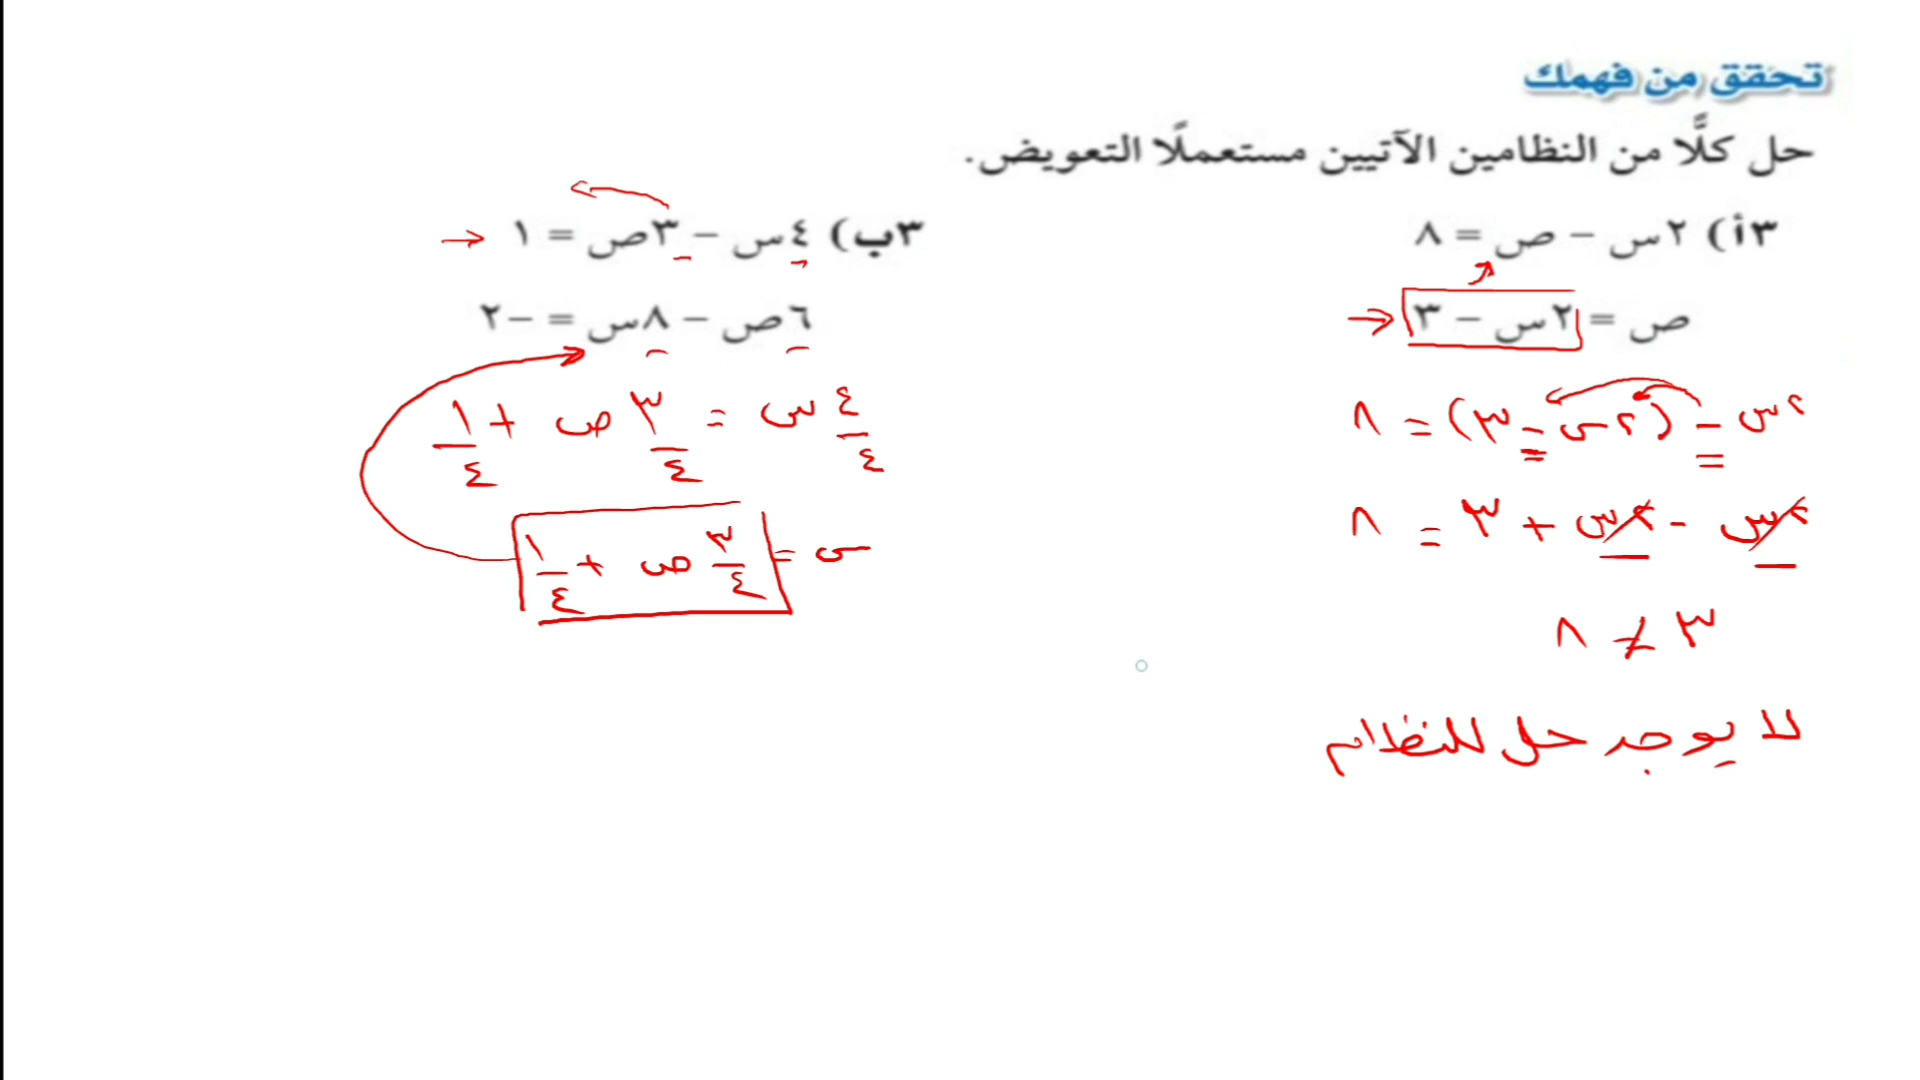 تحقق من فهمك
حل كلًّا من النظامين الآتيين مستعملًا التعويض.
٣أ) ٢س − ص = ٨
ص = ٢س − ٣
٢س − (٢س − ٣) = ٨
٢س − ٢س + ٣ = ٨
٣ ≠ ٨
لا يوجد حل للنظام
٣ب) ٤س − ٣ص = ١
٦ص − ٨س = −٢
٤/٤ س = ٣/٤ ص + ١/٤
س = ٣/٤ ص + ١/٤